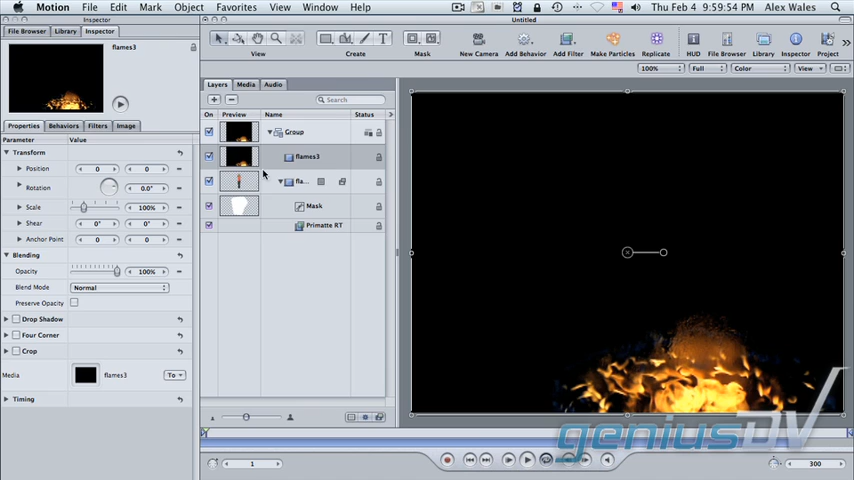 Motion File Edit Mark Object Favorites View Window Help Thu Feb 4 9:59:54 PM Alex Wales
Inspector Untitled
File Browser Library Inspector
flames3
View Create Mask New Camera Add Behavior Add Filter Make Particles Replicate HUD File Browser Library Inspector Project
100% Full Color View
Layers Media Audio
Search
On Preview Name Status
Group
flames3
fla...
Mask
Primatte RT
Properties Behaviors Filters Image
Parameter Value
Transform
Position 0 0
Rotation 0.0°
Scale 100%
Shear 0° 0°
Anchor Point 0 0
Blending
Opacity 100%
Blend Mode Normal
Preserve Opacity
Drop Shadow
Four Corner
Crop
Media flames3 To
Timing
geniusDV
1 300